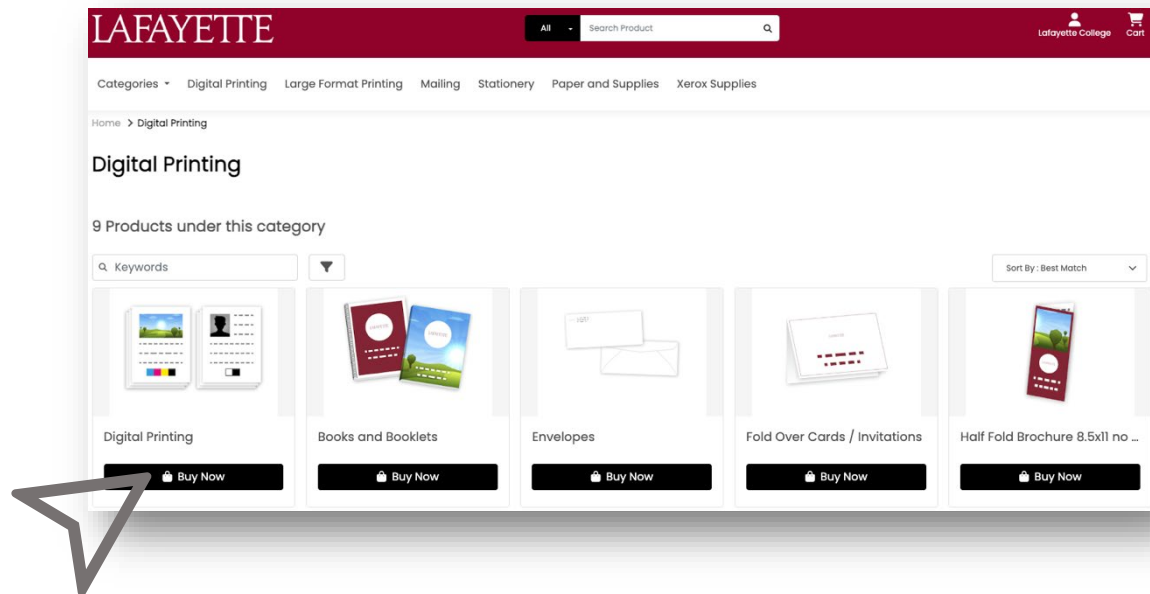 LAFAYETTE
All
Search Product
Lafayette College
Cart
Categories
Digital Printing
Large Format Printing
Mailing
Stationery
Paper and Supplies
Xerox Supplies
Home > Digital Printing
Digital Printing
9 Products under this category
Keywords
Sort By : Best Match
Digital Printing
Books and Booklets
Envelopes
Fold Over Cards / Invitations
Half Fold Brochure 8.5x11 no ...
Buy Now
Buy Now
Buy Now
Buy Now
Buy Now